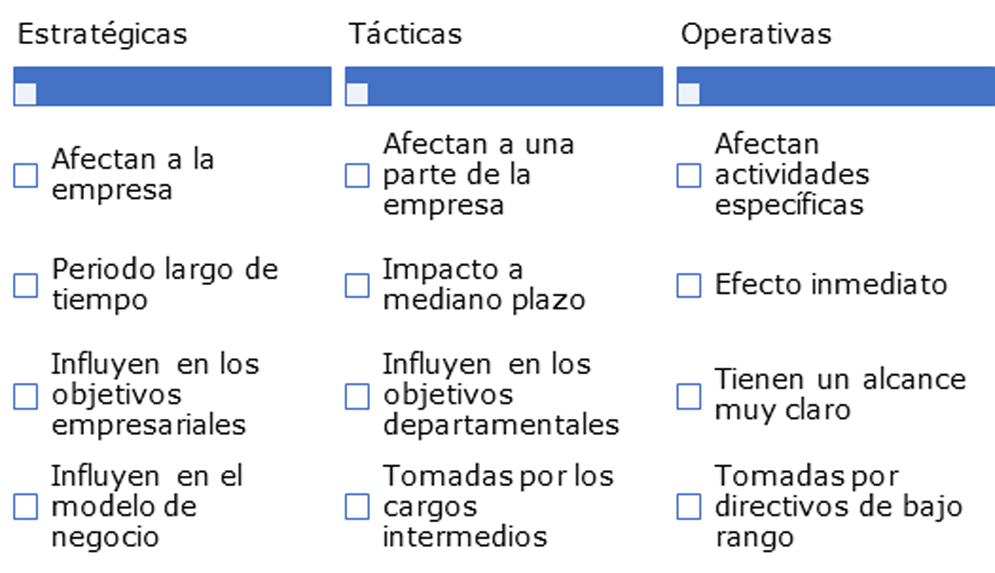 Estratégicas
Afectan a la
empresa
Periodo largo de
tiempo
Influyen en los
objetivos
empresariales
Influyen en el
modelo de
negocio
Tácticas
Afectan a una
parte de la
empresa
Impacto a
mediano plazo
Influyen en los
objetivos
departamentales
Tomadas por los
cargos
intermedios
Operativas
Afectan
actividades
específicas
Efecto inmediato
Tienen un alcance
muy claro
Tomadas por
directivos de bajo
rango